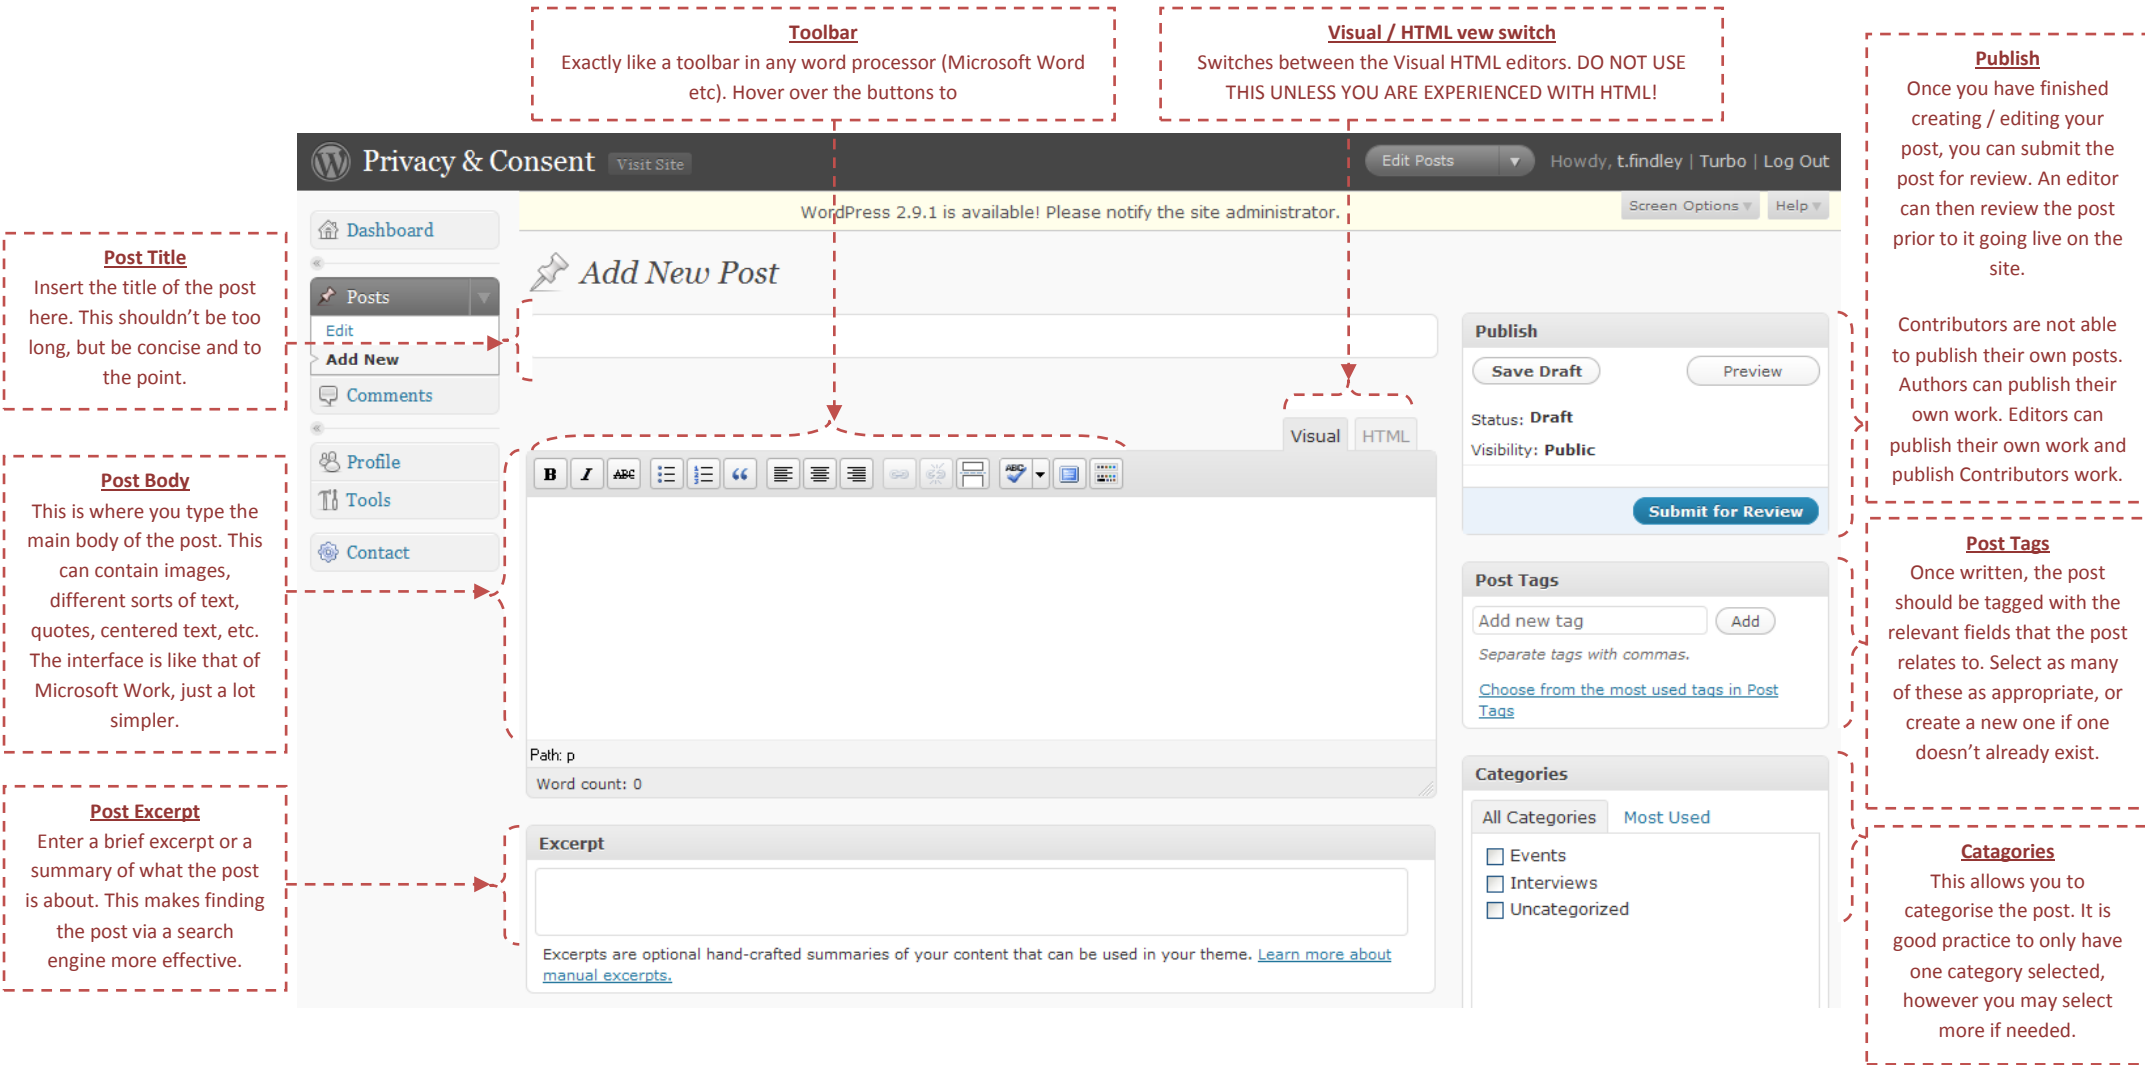 Toolbar
Exactly like a toolbar in any word processor (Microsoft Word
etc). Hover over the buttons to
Visual / HTML vew switch
Switches between the Visual HTML editors. DO NOT USE
THIS UNLESS YOU ARE EXPERIENCED WITH HTML!
Publish
Once you have finished
creating / editing your
post, you can submit the
post for review. An editor
can then review the post
prior to it going live on the
site.
Contributors are not able
to publish their own posts.
Authors can publish their
own work. Editors can
publish their own work and
publish Contributors work.
Post Title
Insert the title of the post
here. This shouldn't be too
long, but be concise and to
the point.
Post Body
This is where you type the
main body of the post. This
can contain images,
different sorts of text,
quotes, centered text, etc.
The interface is like that of
Microsoft Work, just a lot
simpler.
Post Excerpt
Enter a brief excerpt or a
summary of what the post
is about. This makes finding
the post via a search
engine more effective.
Privacy & Consent Visit Site
Edit Posts Howdy, t.findley | Turbo | Log Out
WordPress 2.9.1 is available! Please notify the site administrator.
Screen Options Help
Dashboard
Posts
Edit
Add New
Comments
Profile
Tools
Contact
Add New Post
Visual HTML
B I ABC ABC
Path: p
Word count: 0
Excerpt
Excerpts are optional hand-crafted summaries of your content that can be used in your theme. Learn more about
manual excerpts.
Publish
Save Draft Preview
Status: Draft
Visibility: Public
Submit for Review
Post Tags
Add new tag Add
Separate tags with commas.
Choose from the most used tags in Post
Tags
Categories
All Categories Most Used
Events
Interviews
Uncategorized
Post Tags
Once written, the post
should be tagged with the
relevant fields that the post
relates to. Select as many
of these as appropriate, or
create a new one if one
doesn't already exist.
Catagories
This allows you to
categorise the post. It is
good practice to only have
one category selected,
however you may select
more if needed.